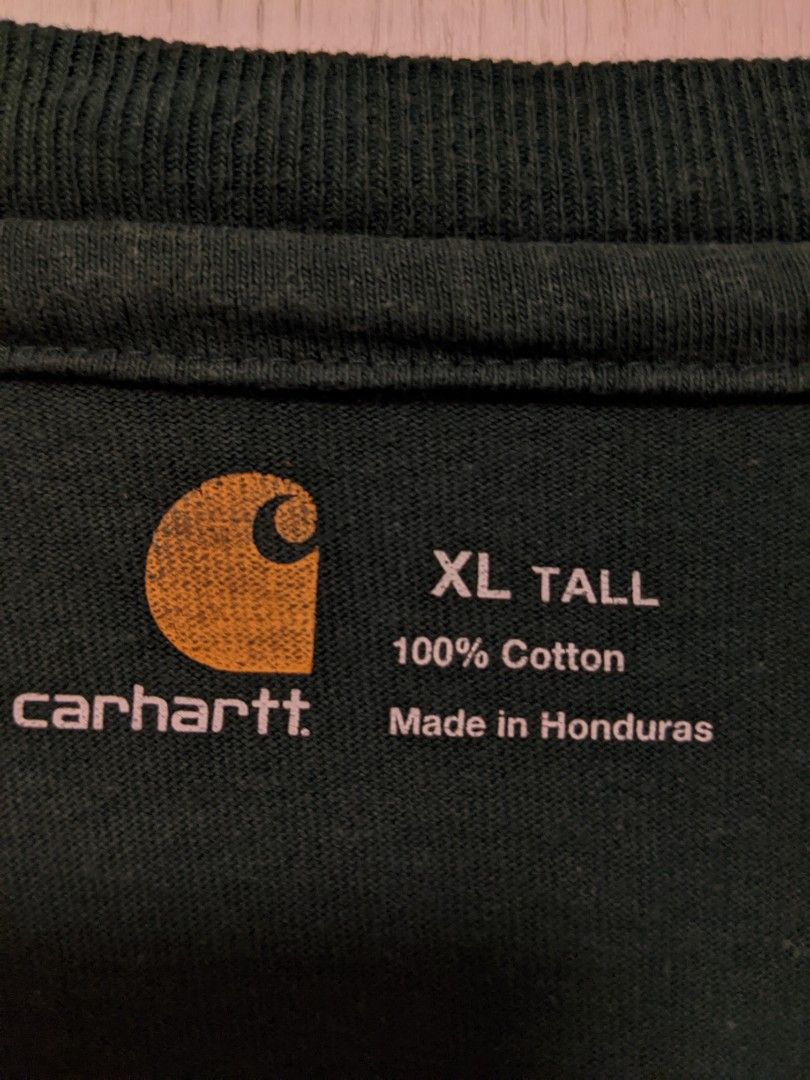 XL TALL
100% Cotton
Made in Honduras
carhartt.